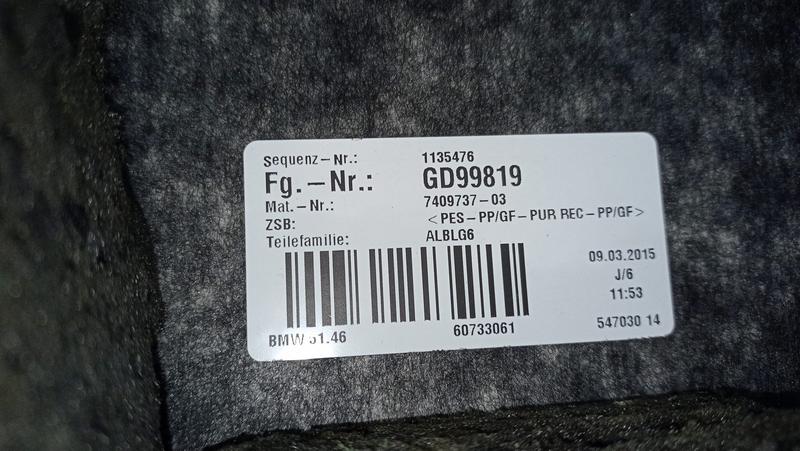 Sequenz-Nr.: 1135476
Fg.-Nr.: GD99819
Mat.-Nr.: 7409737-03
ZSB: <PES-PP/GF-PUR REC-PP/GF>
Teilefamilie: ALBLG6
09.03.2015
J/6
11:53
BMW 51.46 60733061 547030 14